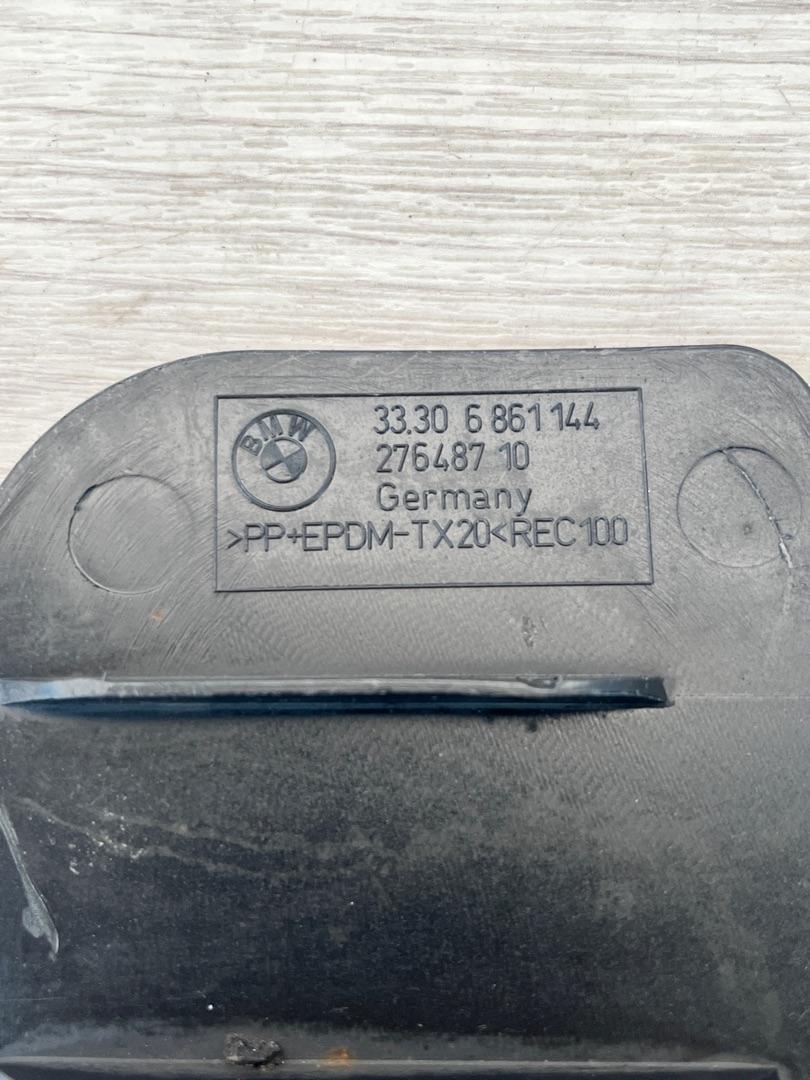 BMW
33.30 6 861 144
276487 10
Germany
>PP+EPDM-TX20<REC100